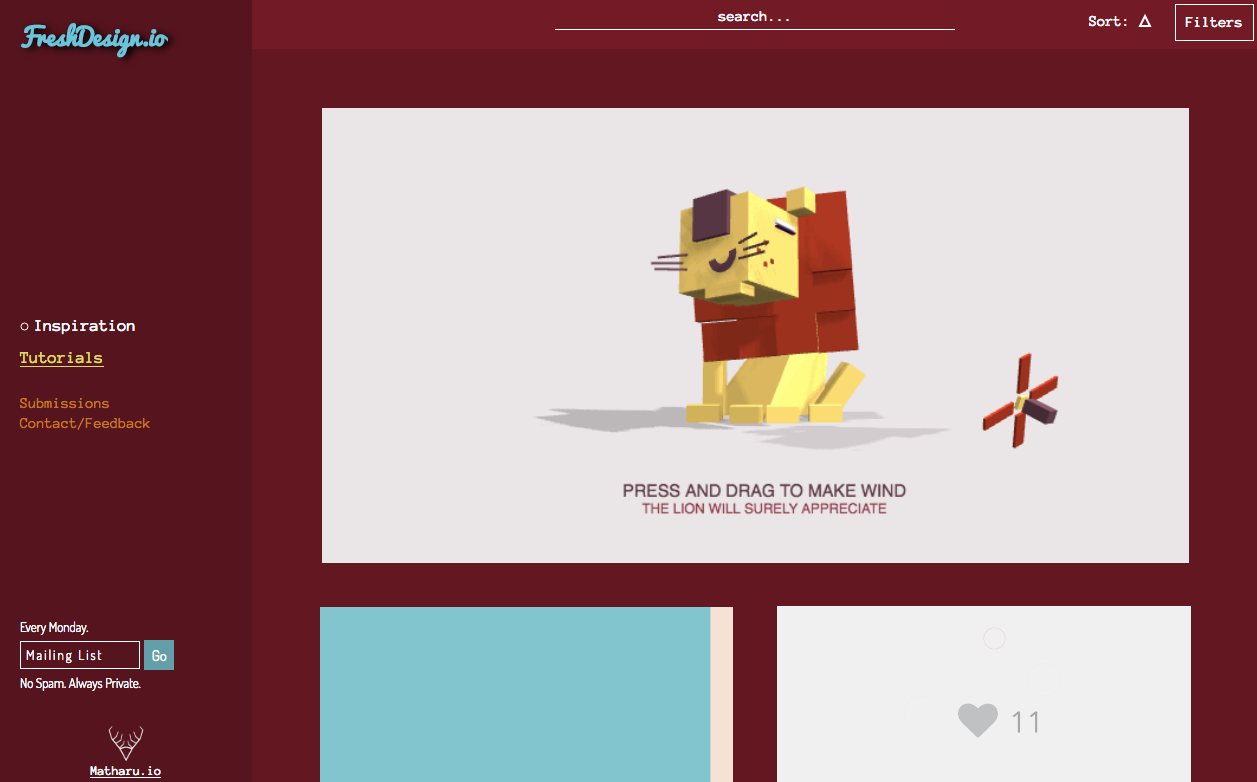 FreshDesign.io
search...
Sort:
Filters
PRESS AND DRAG TO MAKE WIND
THE LION WILL SURELY APPRECIATE
Inspiration
Tutorials
Submissions
Contact/Feedback
Every Monday.
Mailing List
Go
No Spam. Always Private.
11
Matharu.io